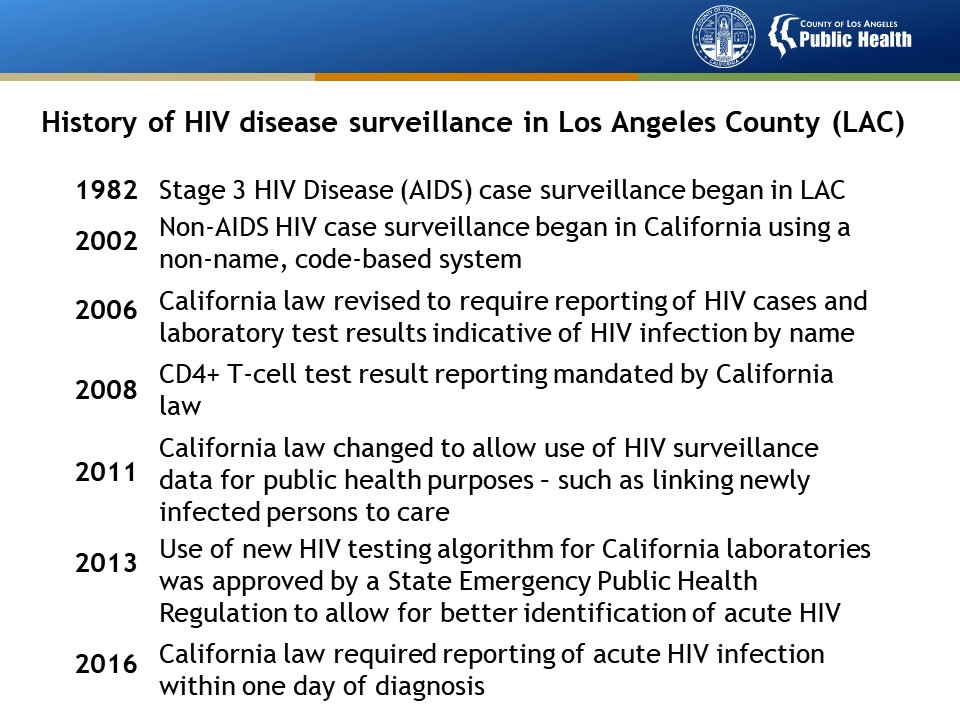 County of Los Angeles
Public Health
History of HIV disease surveillance in Los Angeles County (LAC)
1982 Stage 3 HIV Disease (AIDS) case surveillance began in LAC
2002 Non-AIDS HIV case surveillance began in California using a
non-name, code-based system
2006 California law revised to require reporting of HIV cases and
laboratory test results indicative of HIV infection by name
2008 CD4+ T-cell test result reporting mandated by California
law
2011 California law changed to allow use of HIV surveillance
data for public health purposes – such as linking newly
infected persons to care
2013 Use of new HIV testing algorithm for California laboratories
was approved by a State Emergency Public Health
Regulation to allow for better identification of acute HIV
2016 California law required reporting of acute HIV infection
within one day of diagnosis